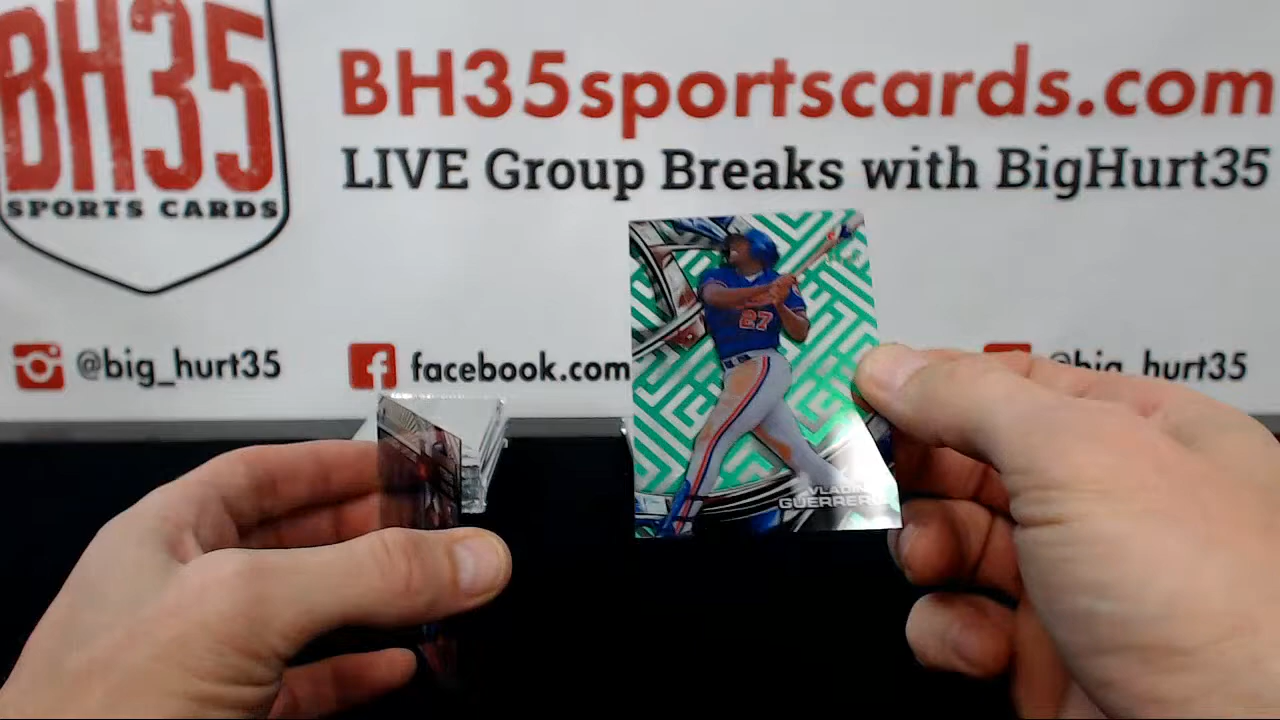 BH35
SPORTS CARDS
BH35sportscards.com
LIVE Group Breaks with BigHurt35
@big_hurt35
facebook.com
@big_hurt35
27
GUERRERO